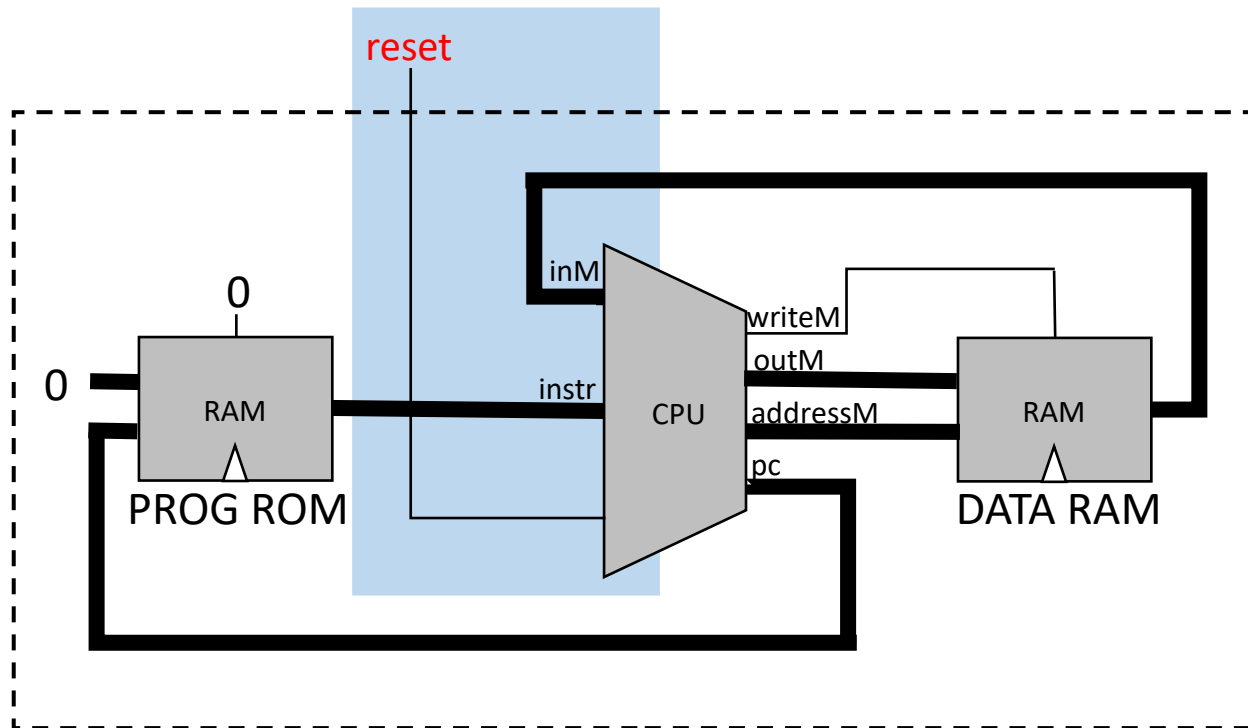 reset
inM
writeM
0
outM
0
instr
RAM
CPU
addressM
RAM
pc
PROG ROM
DATA RAM